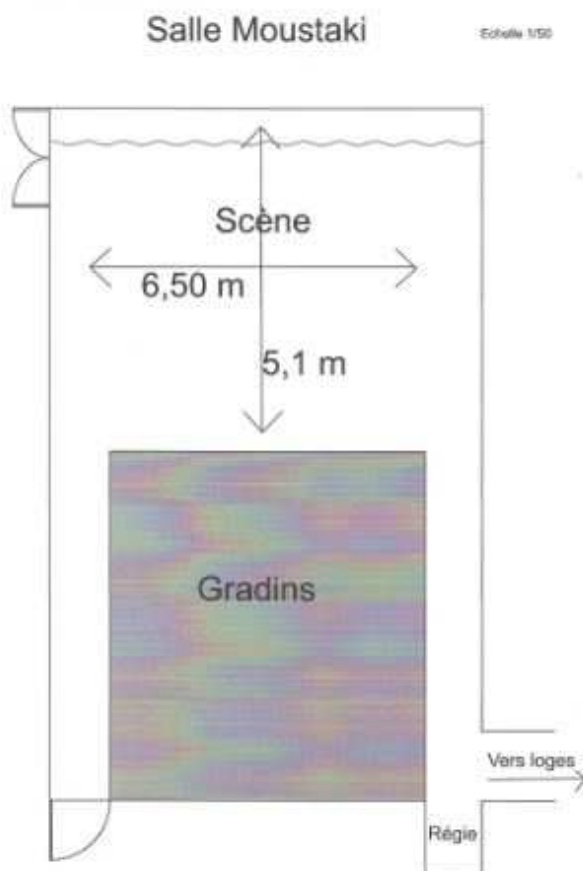 Salle Moustaki
Echelle 1/50
Scène
6,50 m
5,1 m
Gradins
Vers loges
Régie